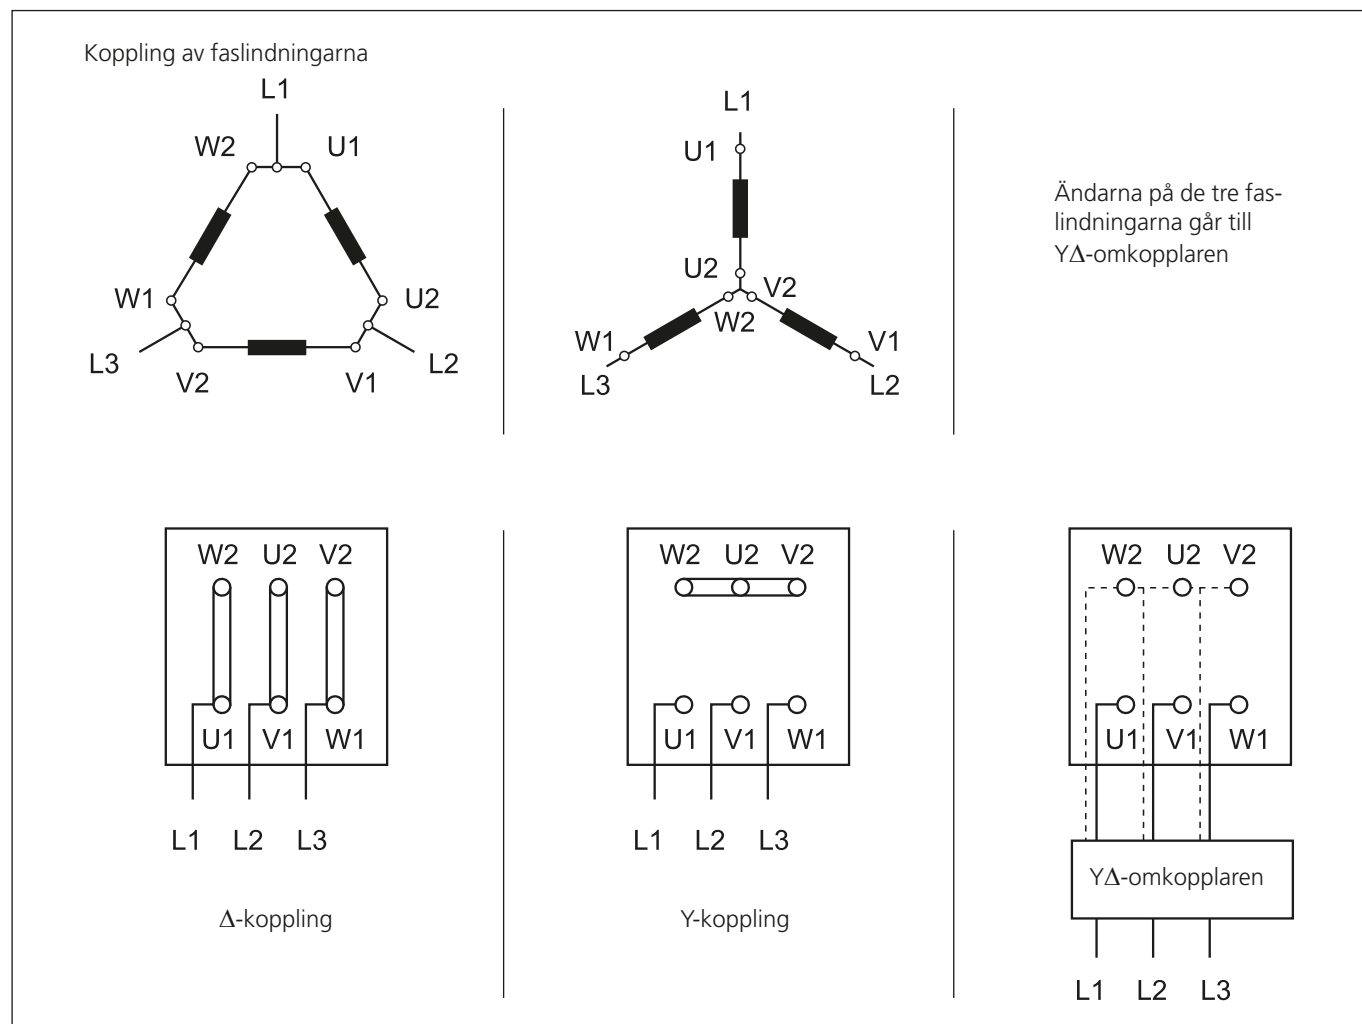 Koppling av faslindningarna
L1
W2 U1
W1 U2
L3 L2
V2 V1
L1
U1
U2 V2
W2
W1 V1
L3 L2
Ändarna på de tre fas-
lindningarna går till
YΔ-omkopplaren
W2 U2 V2
U1 V1 W1
L1 L2 L3
Δ-koppling
W2 U2 V2
U1 V1 W1
L1 L2 L3
Y-koppling
W2 U2 V2
U1 V1 W1
YΔ-omkopplaren
L1 L2 L3